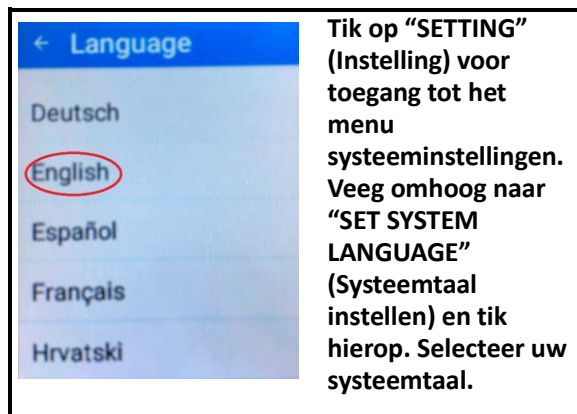 ← Language
Deutsch
English
Español
Français
Hrvatski
Tik op “SETTING”
(Instelling) voor
toegang tot het
menu
systeeminstellingen.
Veeg omhoog naar
“SET SYSTEM
LANGUAGE”
(Systeemtaal
instellen) en tik
hierop. Selecteer uw
systeemtaal.